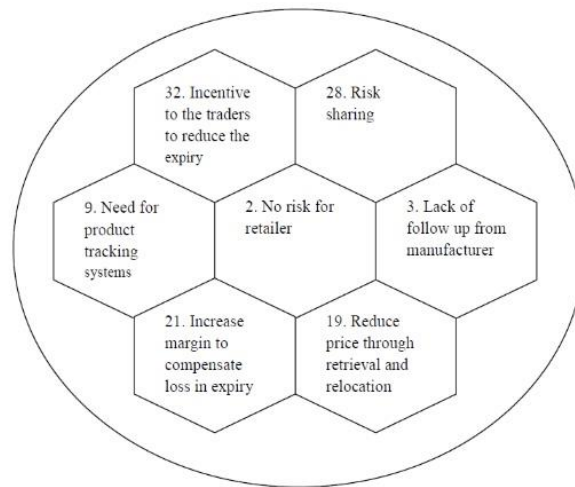 32. Incentive
to the traders
to reduce the
expiry
28. Risk
sharing
9. Need for
product
tracking
systems
2. No risk for
retailer
3. Lack of
follow up from
manufacturer
21. Increase
margin to
compensate
loss in expiry
19. Reduce
price through
retrieval and
relocation